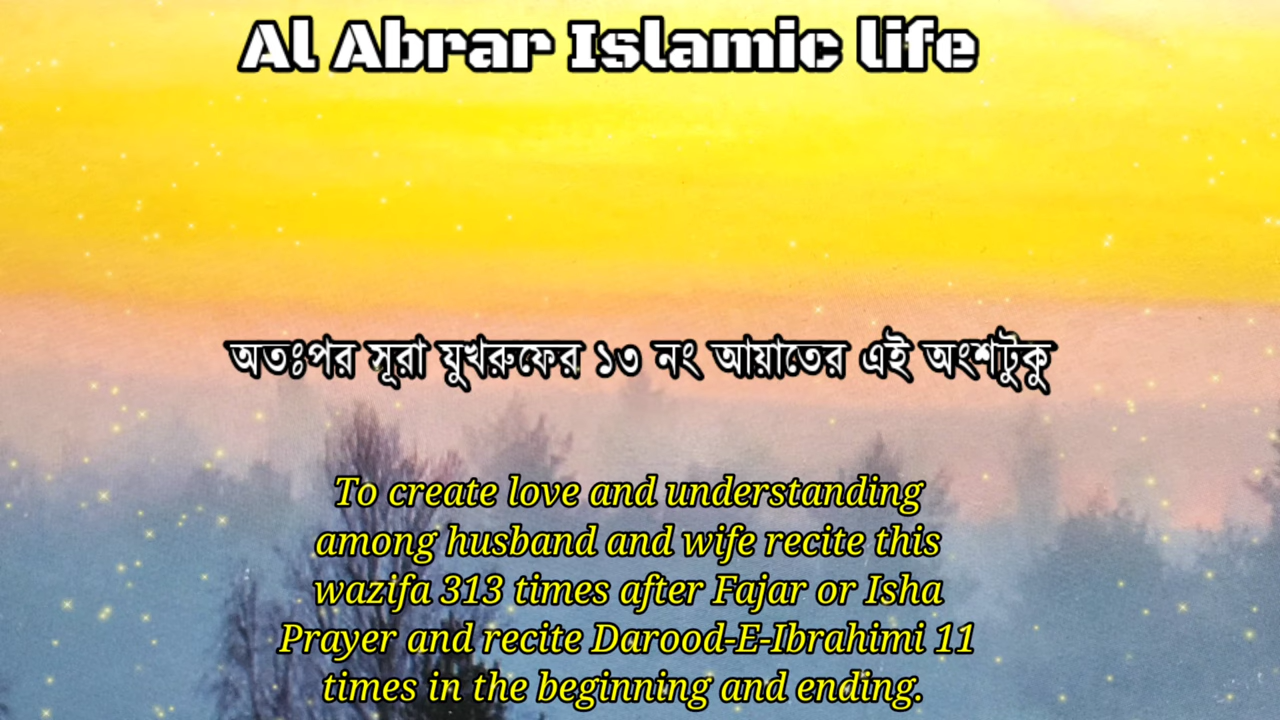 Al Abrar Islamic life
অতঃপর সূরা যুখরুফের ১৩ নং আয়াতের এই অংশটুকু
To create love and understanding
among husband and wife recite this
wazifa 313 times after Fajar or Isha
Prayer and recite Darood-E-Ibrahimi 11
times in the beginning and ending.